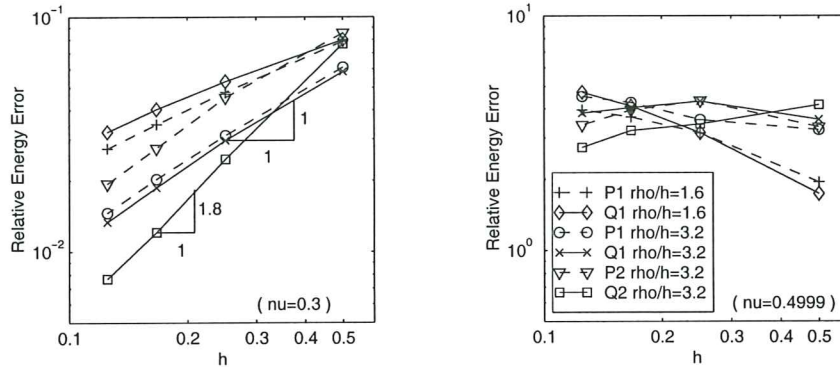 10^-1
Relative Energy Error
10^-2
1
1
1.8
1
( nu=0.3 )
0.1
0.2
0.3
0.4
0.5
h
10^1
Relative Energy Error
10^0
P1 rho/h=1.6
Q1 rho/h=1.6
P1 rho/h=3.2
Q1 rho/h=3.2
P2 rho/h=3.2
Q2 rho/h=3.2
( nu=0.4999 )
0.1
0.2
0.3
0.4
0.5
h